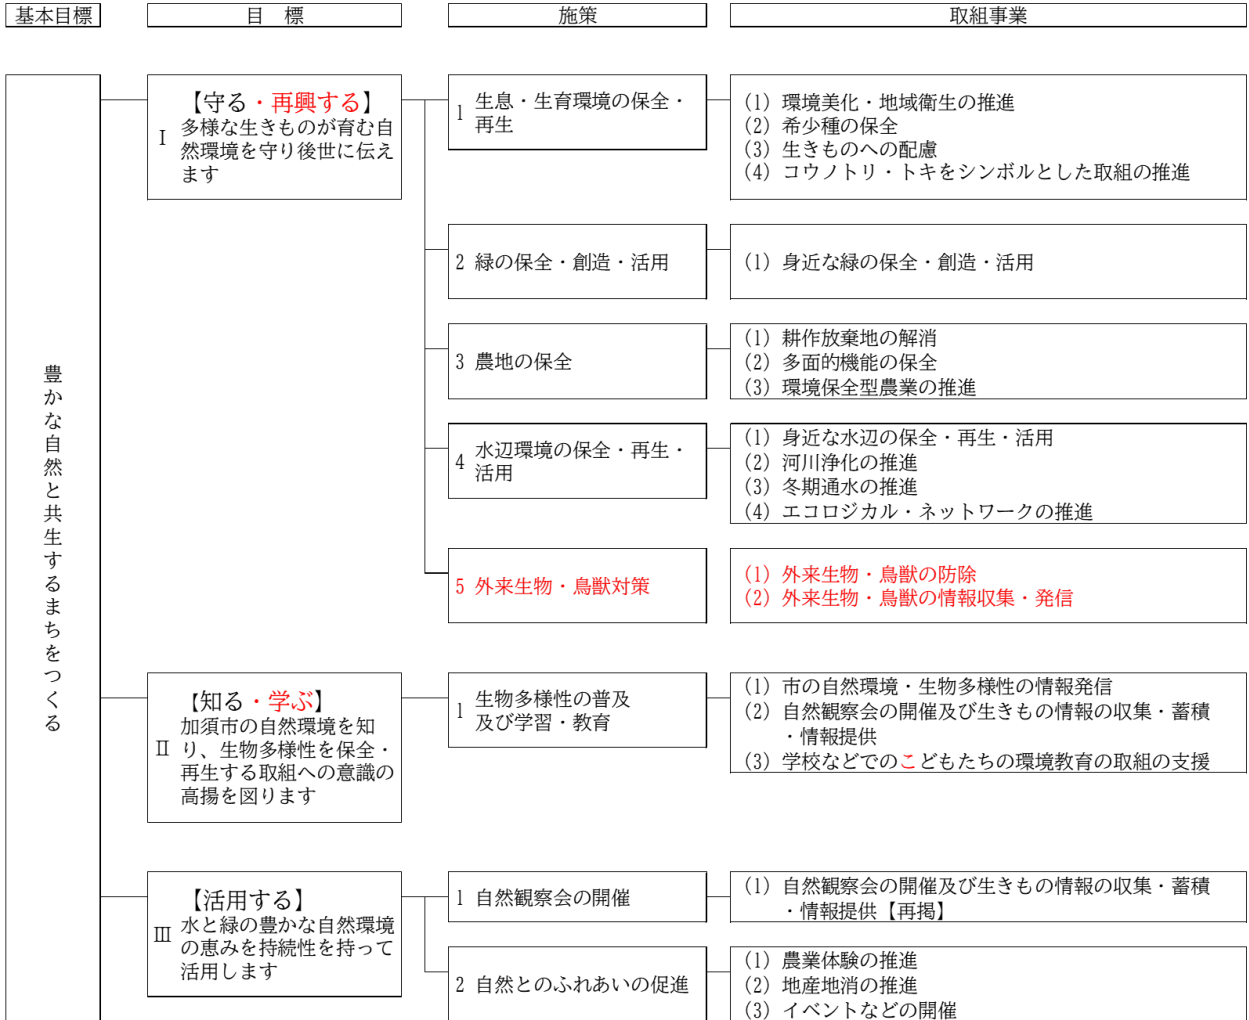 基本目標
目　標
施策
取組事業
豊かな自然と共生するまちをつくる
【守る・再興する】
Ⅰ 多様な生きものが育む自
然環境を守り後世に伝え
ます
1 生息・生育環境の保全・
再生
(1) 環境美化・地域衛生の推進
(2) 希少種の保全
(3) 生きものへの配慮
(4) コウノトリ・トキをシンボルとした取組の推進
2 緑の保全・創造・活用
(1) 身近な緑の保全・創造・活用
3 農地の保全
(1) 耕作放棄地の解消
(2) 多面的機能の保全
(3) 環境保全型農業の推進
4 水辺環境の保全・再生・
活用
(1) 身近な水辺の保全・再生・活用
(2) 河川浄化の推進
(3) 冬期通水の推進
(4) エコロジカル・ネットワークの推進
5 外来生物・鳥獣対策
(1) 外来生物・鳥獣の防除
(2) 外来生物・鳥獣の情報収集・発信
【知る・学ぶ】
加須市の自然環境を知
Ⅱ り、生物多様性を保全・
再生する取組への意識の
高揚を図ります
1 生物多様性の普及
及び学習・教育
(1) 市の自然環境・生物多様性の情報発信
(2) 自然観察会の開催及び生きもの情報の収集・蓄積
・情報提供
(3) 学校などでのこどもたちの環境教育の取組の支援
【活用する】
Ⅲ 水と緑の豊かな自然環境
の恵みを持続性を持って
活用します
1 自然観察会の開催
(1) 自然観察会の開催及び生きもの情報の収集・蓄積
・情報提供【再掲】
2 自然とのふれあいの促進
(1) 農業体験の推進
(2) 地産地消の推進
(3) イベントなどの開催